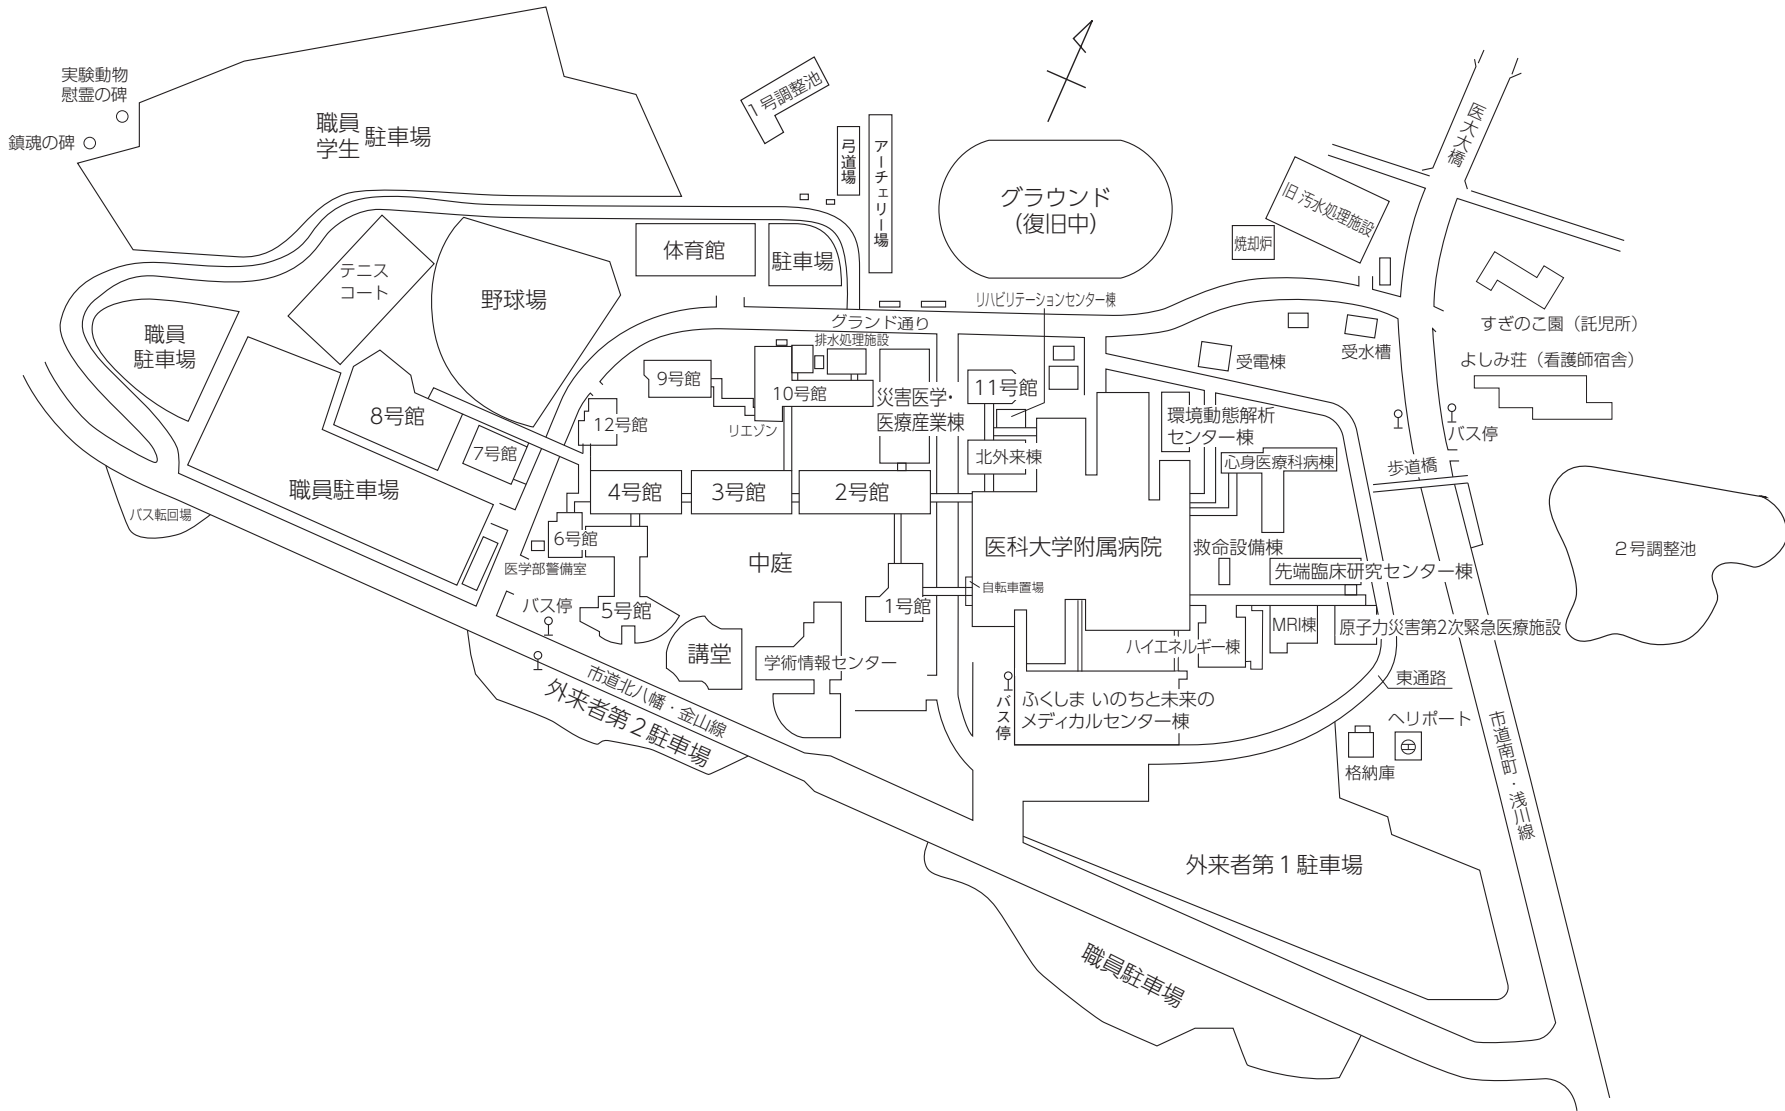 実験動物
慰霊の碑
鎮魂の碑
職員
学生
駐車場
1号調整池
弓道場
アーチェリー場
グラウンド
(復旧中)
医大大橋
旧汚水処理施設
焼却炉
体育館
駐車場
テニス
コート
野球場
職員
駐車場
グランド通り
リハビリテーションセンター棟
排水処理施設
すぎのこ園（託児所）
よしみ荘（看護師宿舎）
受電棟
受水槽
9号館
10号館
災害医学・
医療産業棟
11号館
8号館
12号館
リエゾン
7号館
北外来棟
環境動態解析
センター棟
心身医療科病棟
バス停
歩道橋
職員駐車場
バス転回場
4号館
3号館
2号館
6号館
医学部警備室
中庭
医科大学附属病院
救命設備棟
先端臨床研究センター棟
2号調整池
自転車置場
バス停
5号館
1号館
MRI棟
原子力災害第2次緊急医療施設
ハイエネルギー棟
講堂
学術情報センター
東通路
市道北八幡・金山線
外来者第2駐車場
バス停
ふくしま いのちと未来の
メディカルセンター棟
ヘリポート
H
格納庫
市道南町・浅川線
外来者第1駐車場
職員駐車場